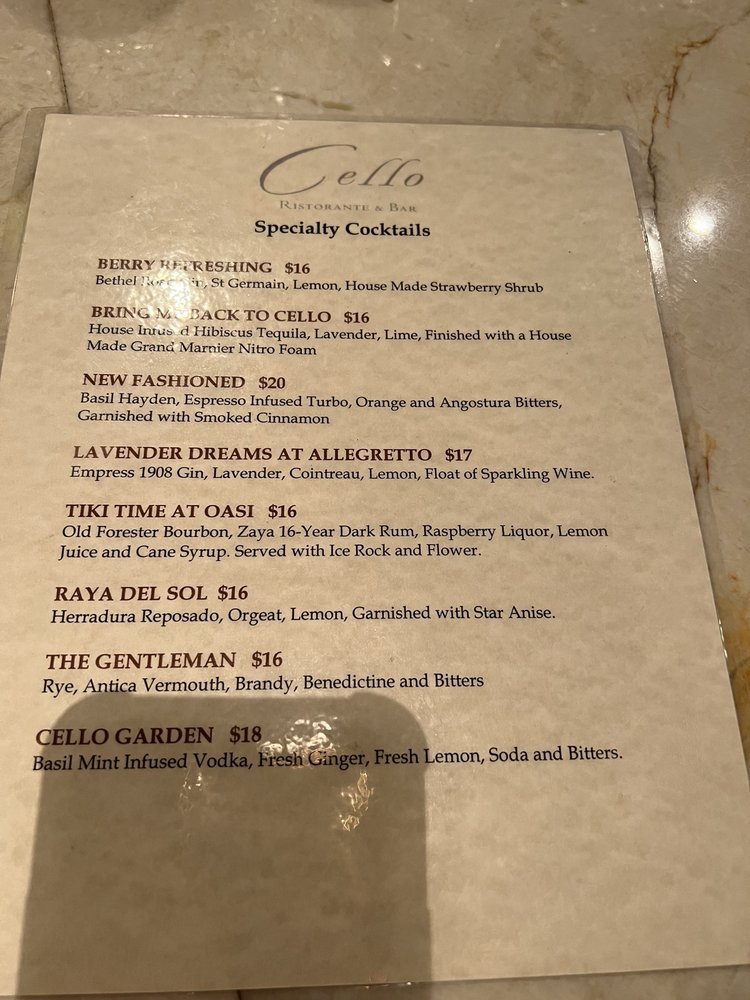 Cello
RISTORANTE & BAR
Specialty Cocktails
BERRY REFRESHING $16
Bethel St Germain, Lemon, House Made Strawberry Shrub
BRING ME BACK TO CELLO $16
House Infused Hibiscus Tequila, Lavender, Lime, Finished with a House
Made Grand Marnier Nitro Foam
NEW FASHIONED $20
Basil Hayden, Espresso Infused Turbo, Orange and Angostura Bitters,
Garnished with Smoked Cinnamon
LAVENDER DREAMS AT ALLEGRETTO $17
Empress 1908 Gin, Lavender, Cointreau, Lemon, Float of Sparkling Wine.
TIKI TIME AT OASI $16
Old Forester Bourbon, Zaya 16-Year Dark Rum, Raspberry Liquor, Lemon
Juice and Cane Syrup. Served with Ice Rock and Flower.
RAYA DEL SOL $16
Herradura Reposado, Orgeat, Lemon, Garnished with Star Anise.
THE GENTLEMAN $16
Rye, Antica Vermouth, Brandy, Benedictine and Bitters
CELLO GARDEN $18
Basil Mint Infused Vodka, Fresh Ginger, Fresh Lemon, Soda and Bitters.